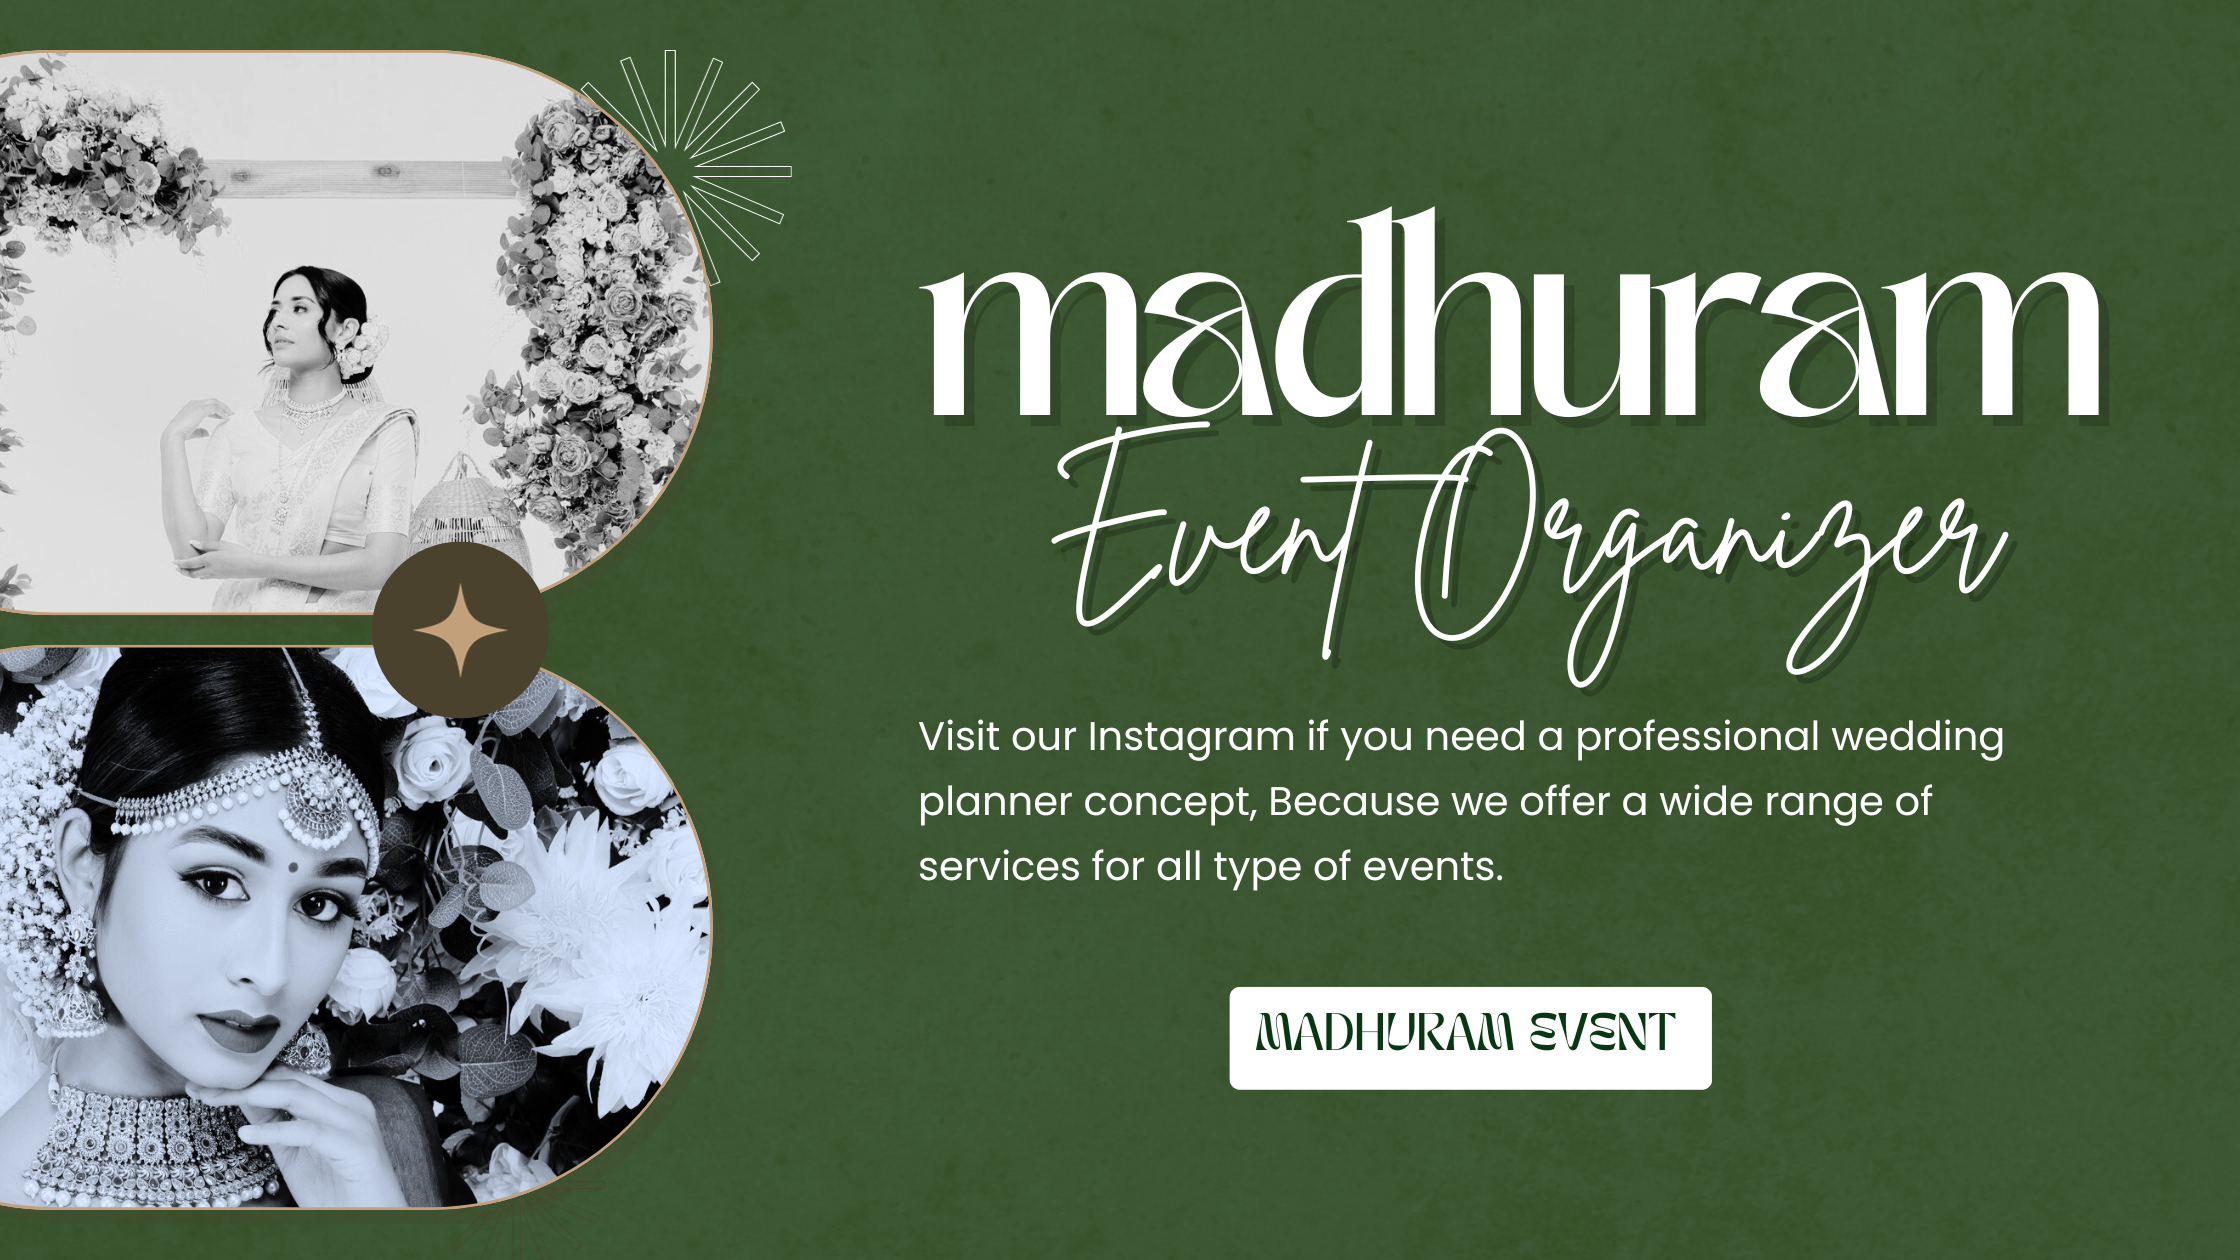 madhuram
Event Organizer
Visit our Instagram if you need a professional wedding
planner concept, Because we offer a wide range of
services for all type of events.
MADHURAM EVENT